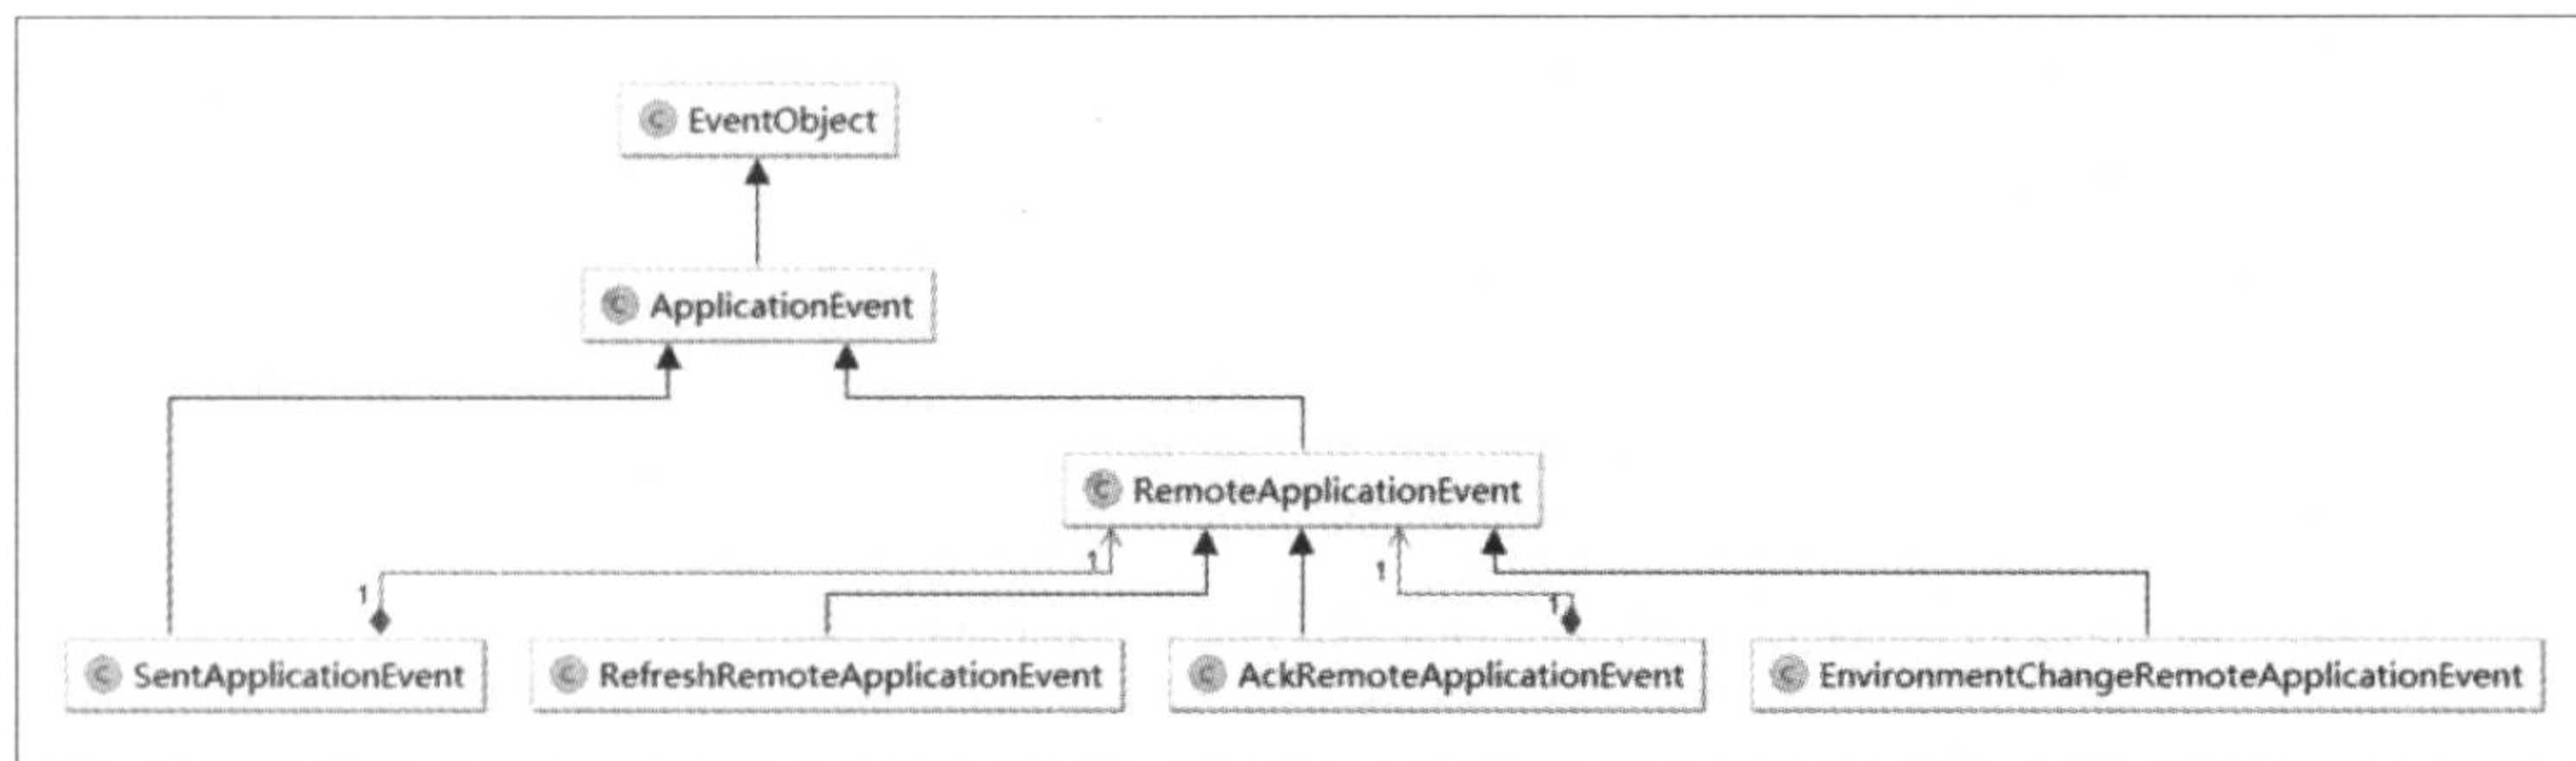 C EventObject
C ApplicationEvent
C RemoteApplicationEvent
1 1
1 1
C SentApplicationEvent C RefreshRemoteApplicationEvent C AckRemoteApplicationEvent C EnvironmentChangeRemoteApplicationEvent